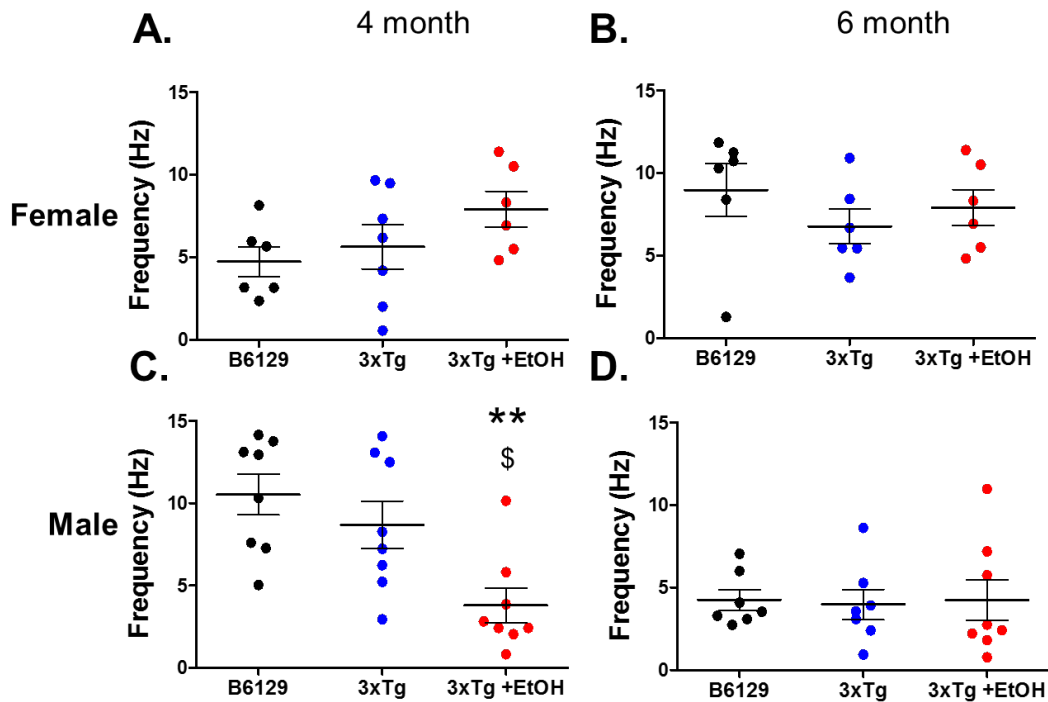 A. 4 month
B. 6 month
Female
Frequency (Hz)
15
10
5
0
B6129 3xTg 3xTg +EtOH
Frequency (Hz)
15
10
5
0
B6129 3xTg 3xTg +EtOH
C.
D.
Male
Frequency (Hz)
15
10
5
0
**
$
B6129 3xTg 3xTg +EtOH
Frequency (Hz)
15
10
5
0
B6129 3xTg 3xTg +EtOH